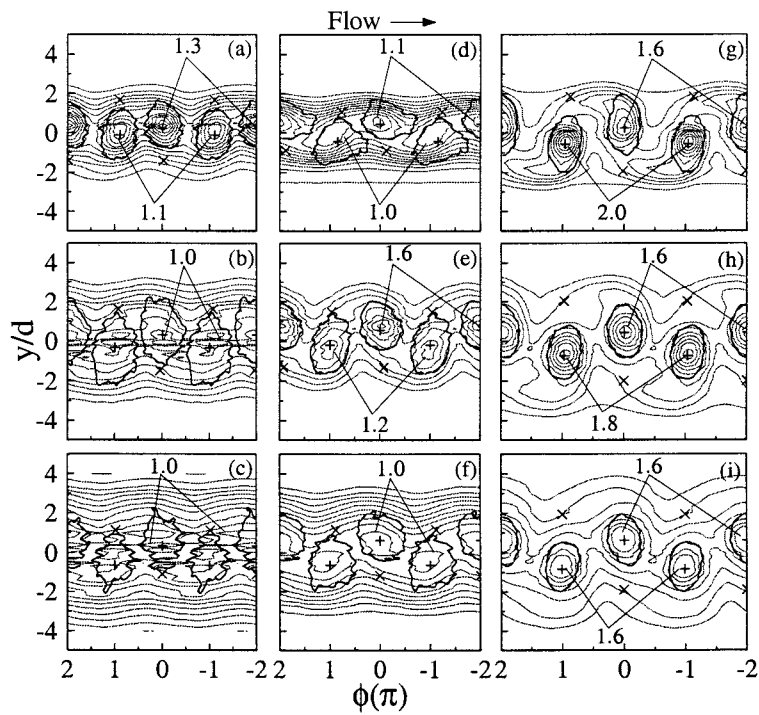 Flow
4 1.3 (a) 1.1 (d) 1.6 (g)
2
0
-2
-4 1.1 1.0 2.0
4 1.0 (b) 1.6 (e) 1.6 (h)
2
y/d 0
-2
-4 1.2 1.8
4 1.0 (c) 1.0 (f) 1.6 (i)
2
0
-2
-4 1.6
2 1 0 -1 -2 2 1 0 -1 -2 2 1 0 -1 -2
ϕ(π)